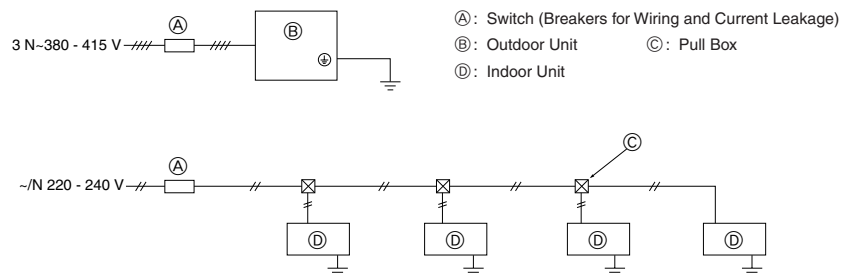 Ⓐ
3 N~380 - 415 V
Ⓑ
Ⓐ: Switch (Breakers for Wiring and Current Leakage)
Ⓑ: Outdoor Unit Ⓒ: Pull Box
Ⓓ: Indoor Unit
Ⓒ
Ⓐ
~/N 220 - 240 V
Ⓓ Ⓓ Ⓓ Ⓓ